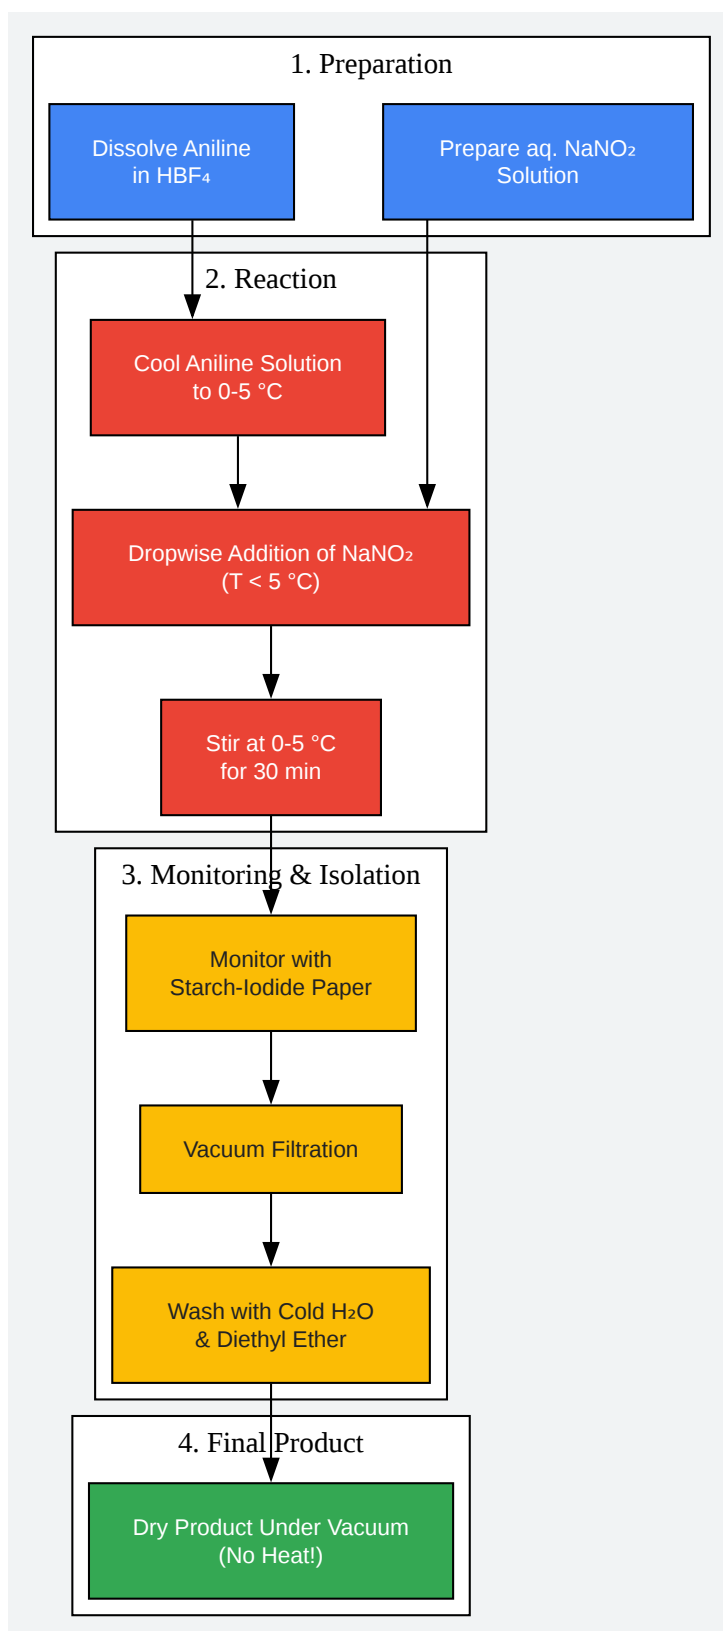 1. Preparation
Dissolve Aniline
in HBF₄
Prepare aq. NaNO₂
Solution
2. Reaction
Cool Aniline Solution
to 0-5 °C
Dropwise Addition of NaNO₂
(T < 5 °C)
Stir at 0-5 °C
for 30 min
3. Monitoring & Isolation
Monitor with
Starch-Iodide Paper
Vacuum Filtration
Wash with Cold H₂O
& Diethyl Ether
4. Final Product
Dry Product Under Vacuum
(No Heat!)